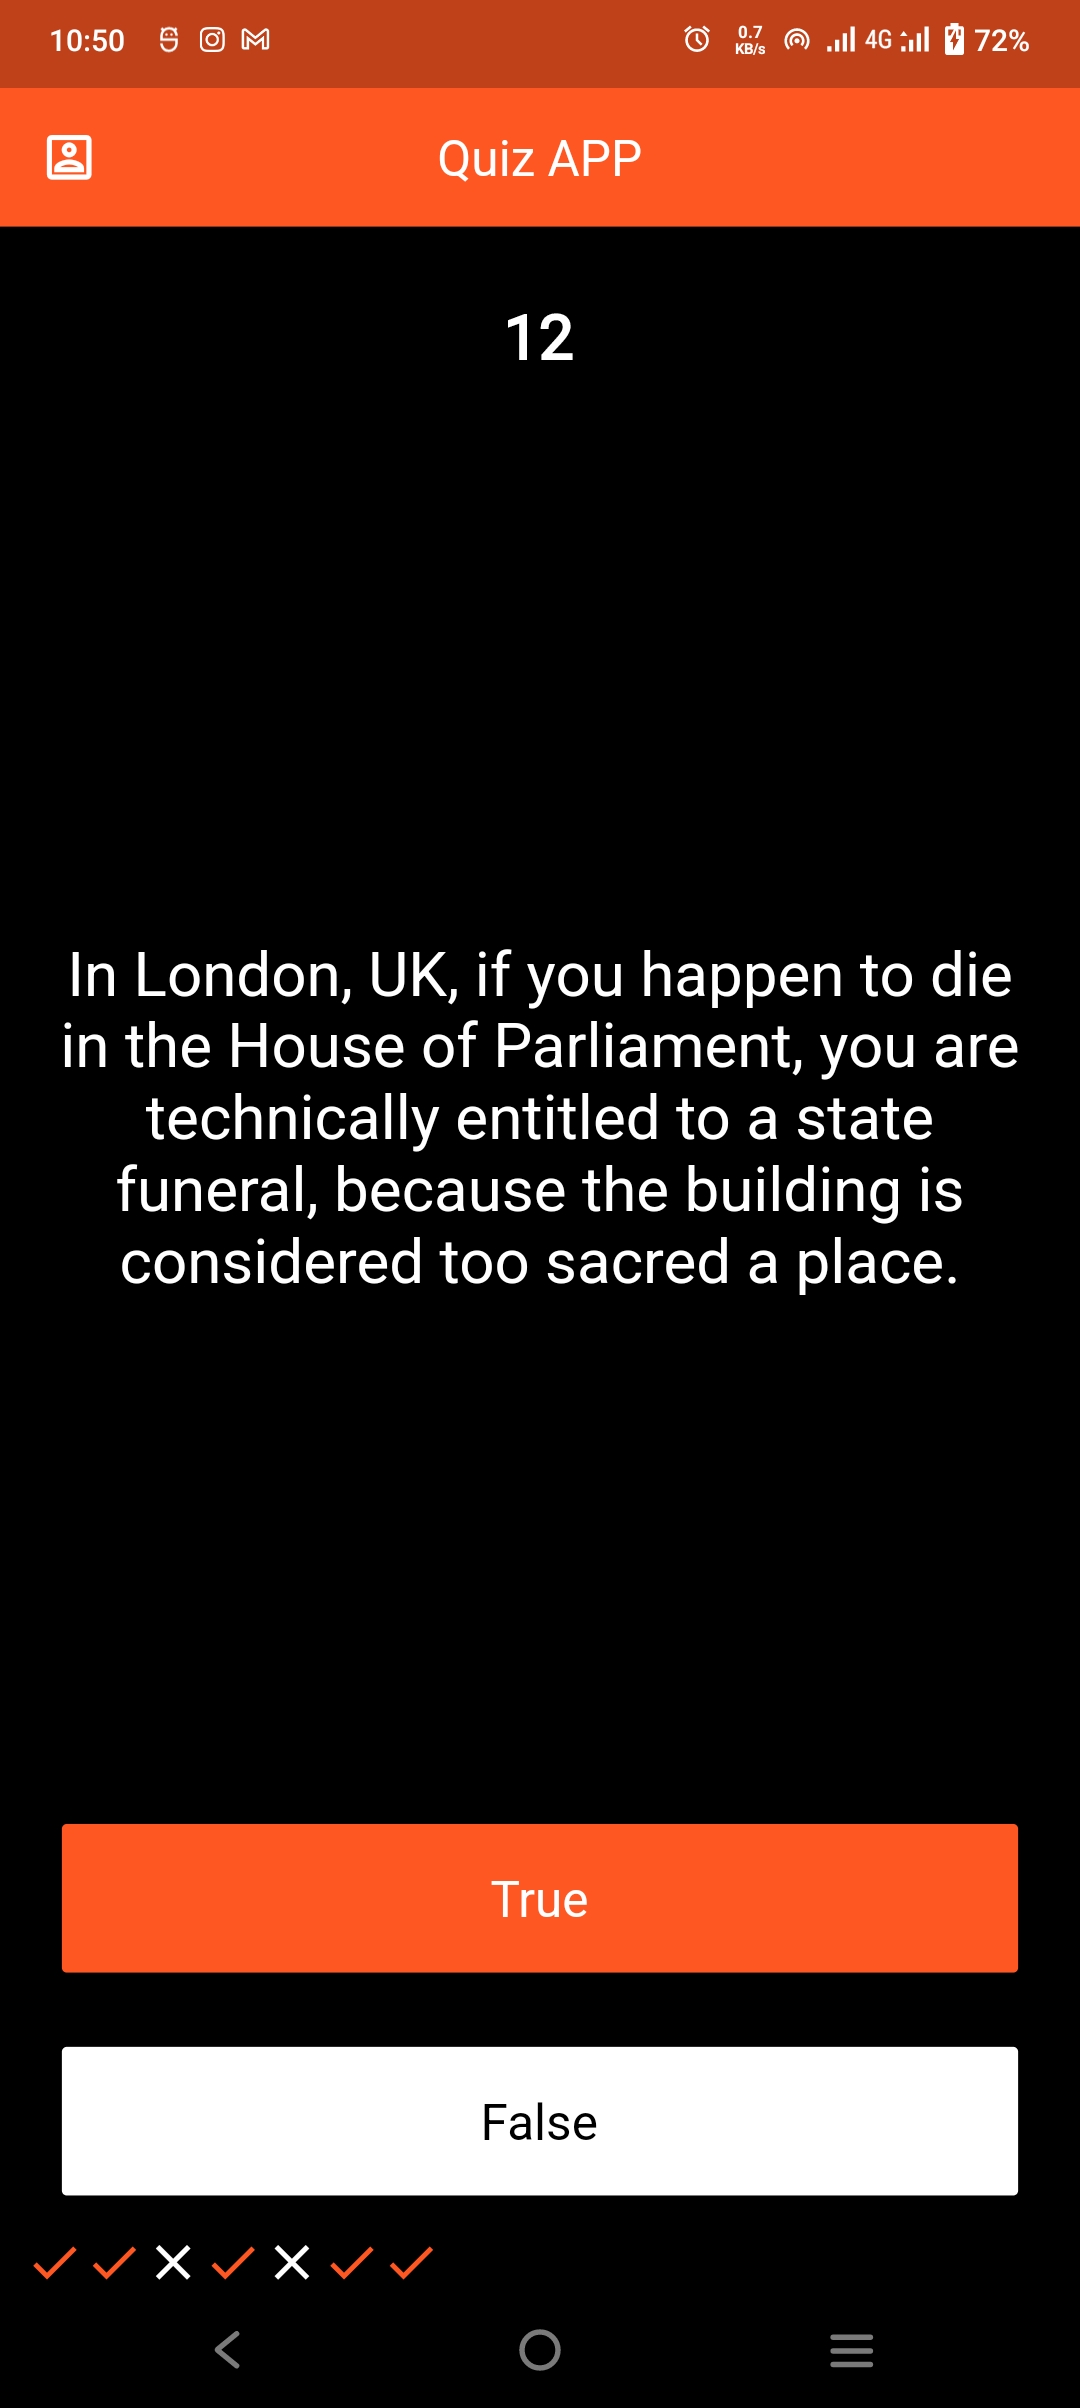 10:50
0.7
KB/s
4G
72%
Quiz APP
12
In London, UK, if you happen to die
in the House of Parliament, you are
technically entitled to a state
funeral, because the building is
considered too sacred a place.
True
False